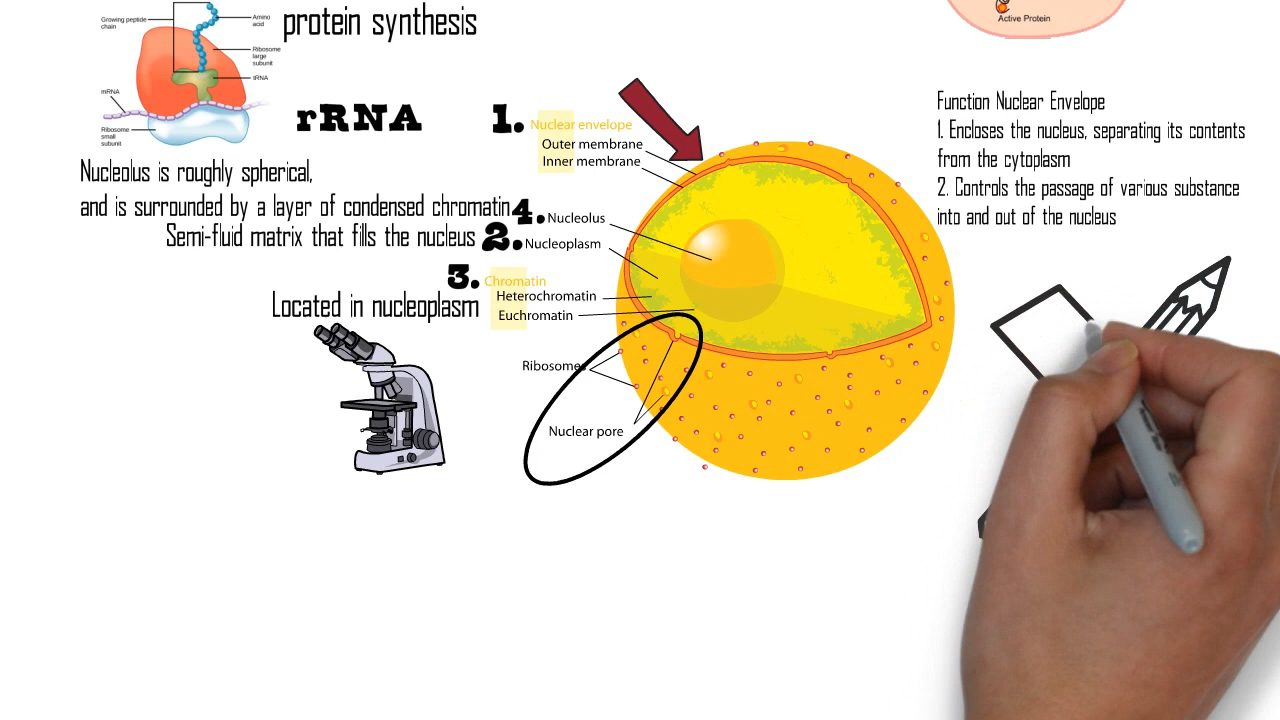 Growing peptide
chain
Amino
acid
Ribosome
large
subunit
tRNA
mRNA
Ribosome
small
subunit
protein synthesis
rRNA
Active Protein
Nucleolus is roughly spherical,
and is surrounded by a layer of condensed chromatin
Semi-fluid matrix that fills the nucleus
Located in nucleoplasm
1. Nuclear envelope
Outer membrane
Inner membrane
4. Nucleolus
2. Nucleoplasm
3. Chromatin
Heterochromatin
Euchromatin
Ribosomes
Nuclear pore
Function Nuclear Envelope
1. Encloses the nucleus, separating its contents
from the cytoplasm
2. Controls the passage of various substance
into and out of the nucleus